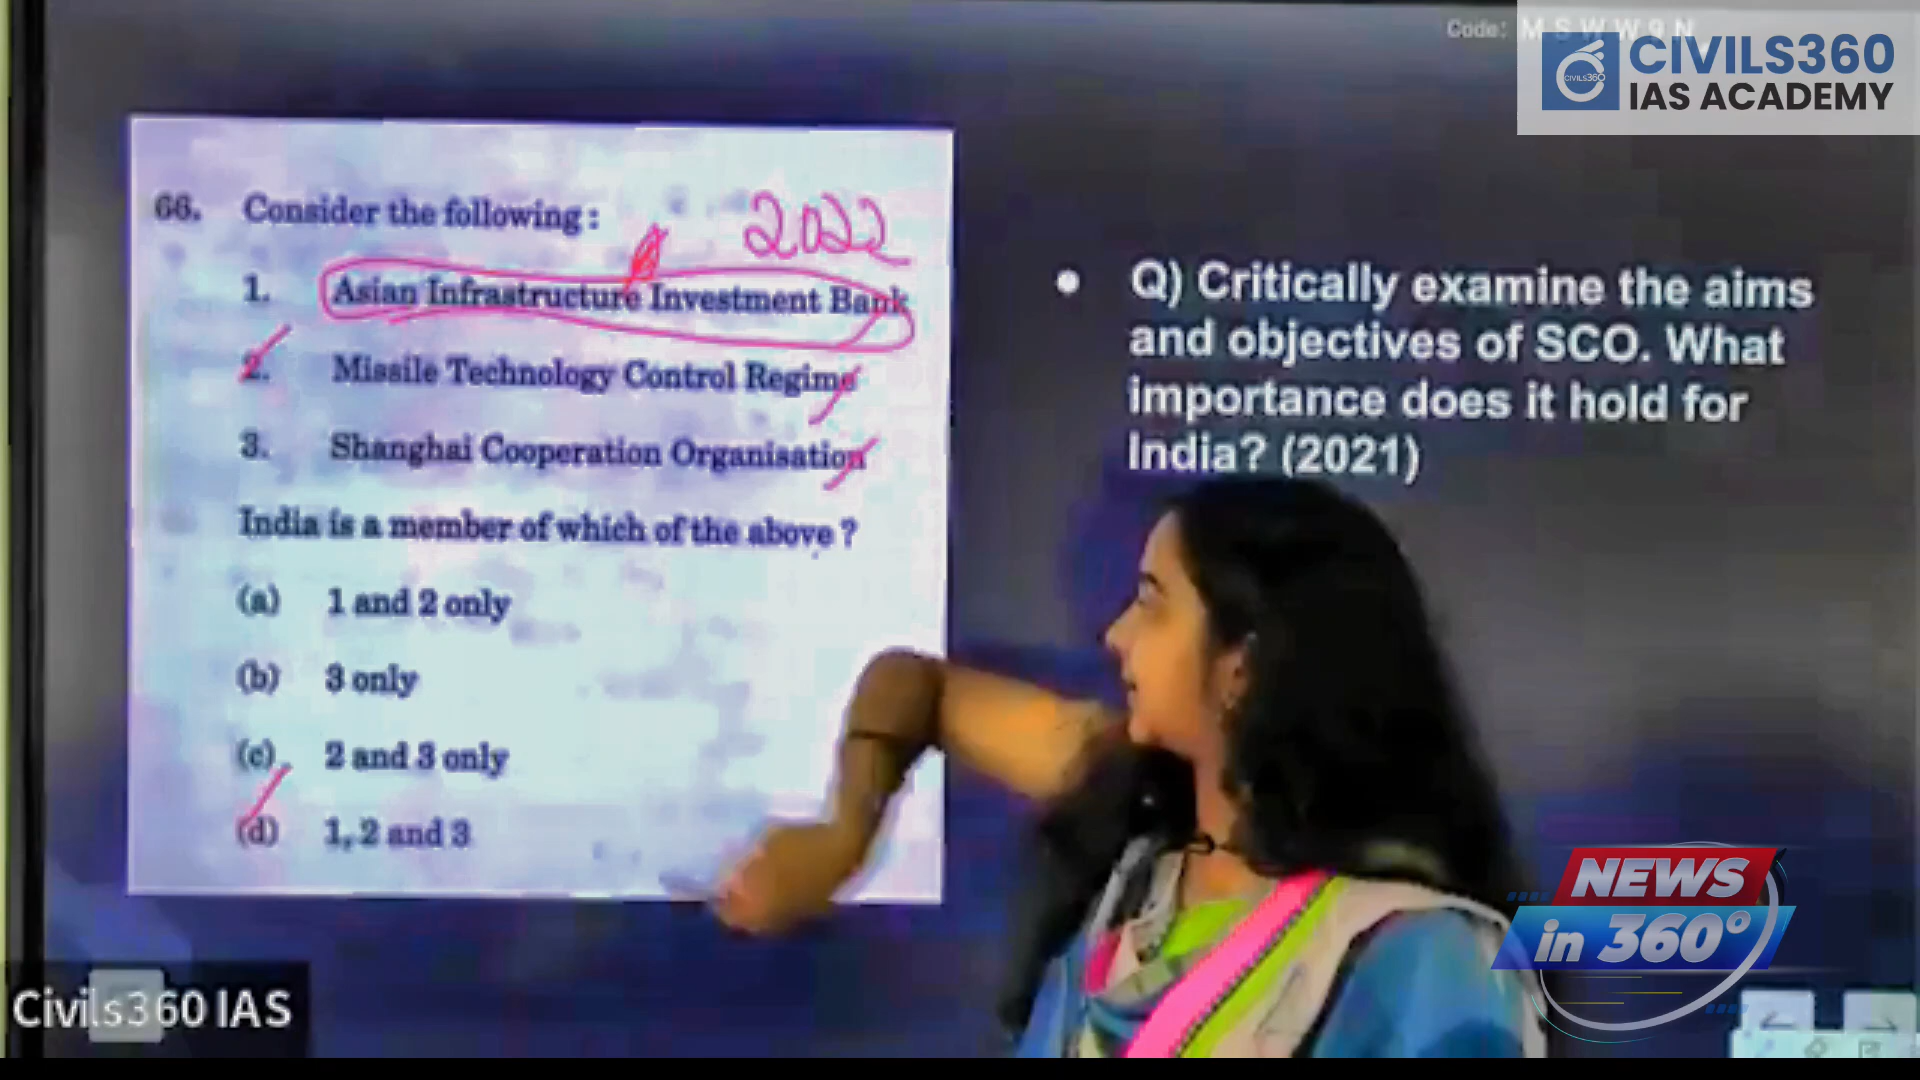 Code: M S W W 9 N
CIVILS360
IAS ACADEMY
CIVILS360
66. Consider the following :
2022
1. Asian Infrastructure Investment Bank
2. Missile Technology Control Regime
3. Shanghai Cooperation Organisation
India is a member of which of the above ?
(a) 1 and 2 only
(b) 3 only
(c) 2 and 3 only
(d) 1, 2 and 3
Q) Critically examine the aims
and objectives of SCO. What
importance does it hold for
India? (2021)
NEWS
in 360°
Civils360 IAS